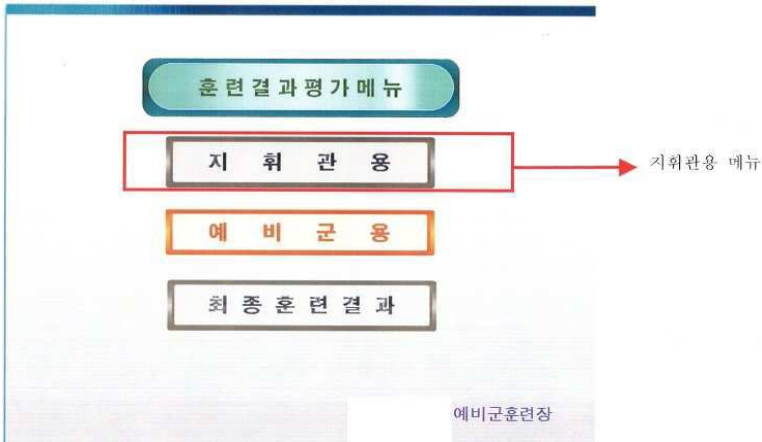 훈련결과평가메뉴
지 휘 관 용
지휘관용 메뉴
예 비 군 용
최종훈련결과
예비군훈련장